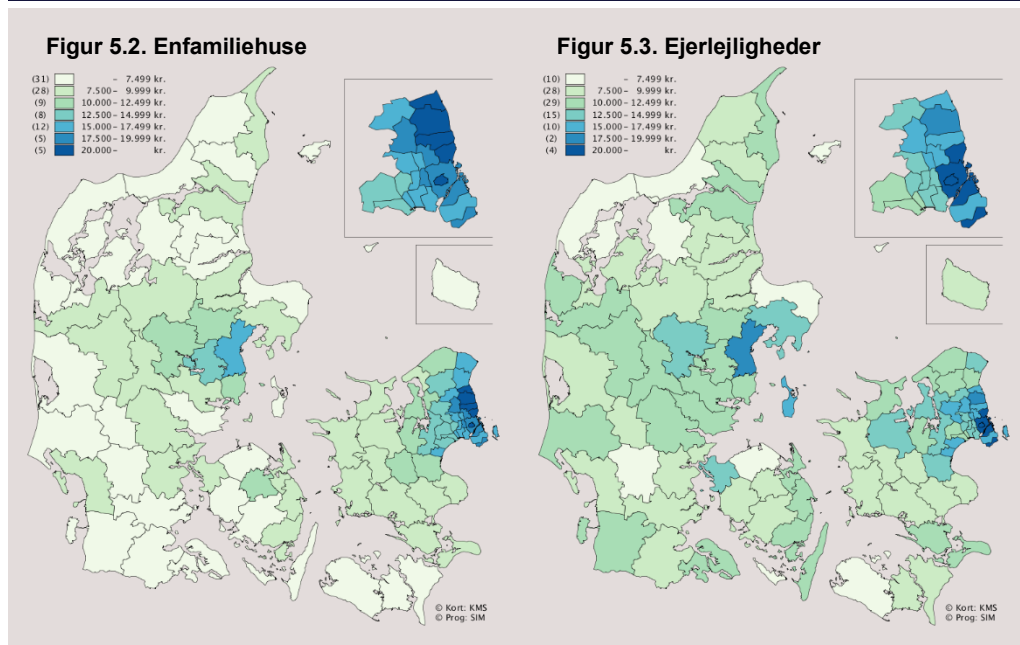 Figur 5.2. Enfamiliehuse
(31) – 7.499 kr.
(28) 7.500 – 9.999 kr.
(9) 10.000 – 12.499 kr.
(8) 12.500 – 14.999 kr.
(12) 15.000 – 17.499 kr.
(5) 17.500 – 19.999 kr.
(5) 20.000 – kr.
© Kort: KMS
© Prog: SIM
Figur 5.3. Ejerlejligheder
(10) – 7.499 kr.
(28) 7.500 – 9.999 kr.
(29) 10.000 – 12.499 kr.
(15) 12.500 – 14.999 kr.
(10) 15.000 – 17.499 kr.
(2) 17.500 – 19.999 kr.
(4) 20.000 – kr.
© Kort: KMS
© Prog: SIM